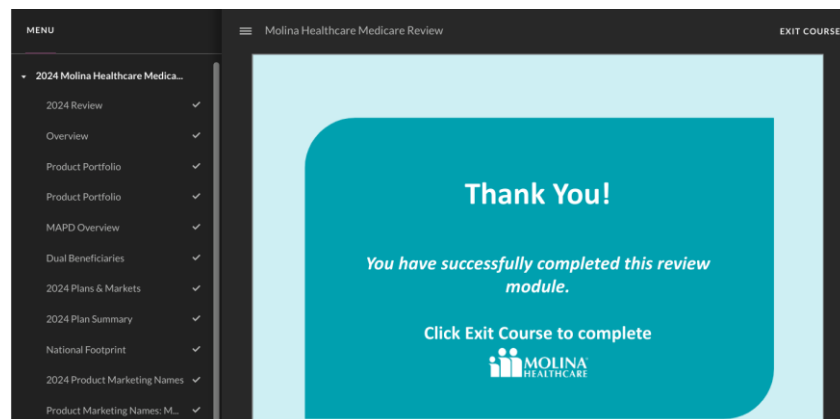 MENU
Molina Healthcare Medicare Review
EXIT COURSE
2024 Molina Healthcare Medica...
2024 Review
Overview
Product Portfolio
Product Portfolio
MAPD Overview
Dual Beneficiaries
2024 Plans & Markets
2024 Plan Summary
National Footprint
2024 Product Marketing Names
Product Marketing Names: M...
Thank You!
You have successfully completed this review
module.
Click Exit Course to complete
MOLINA
HEALTHCARE